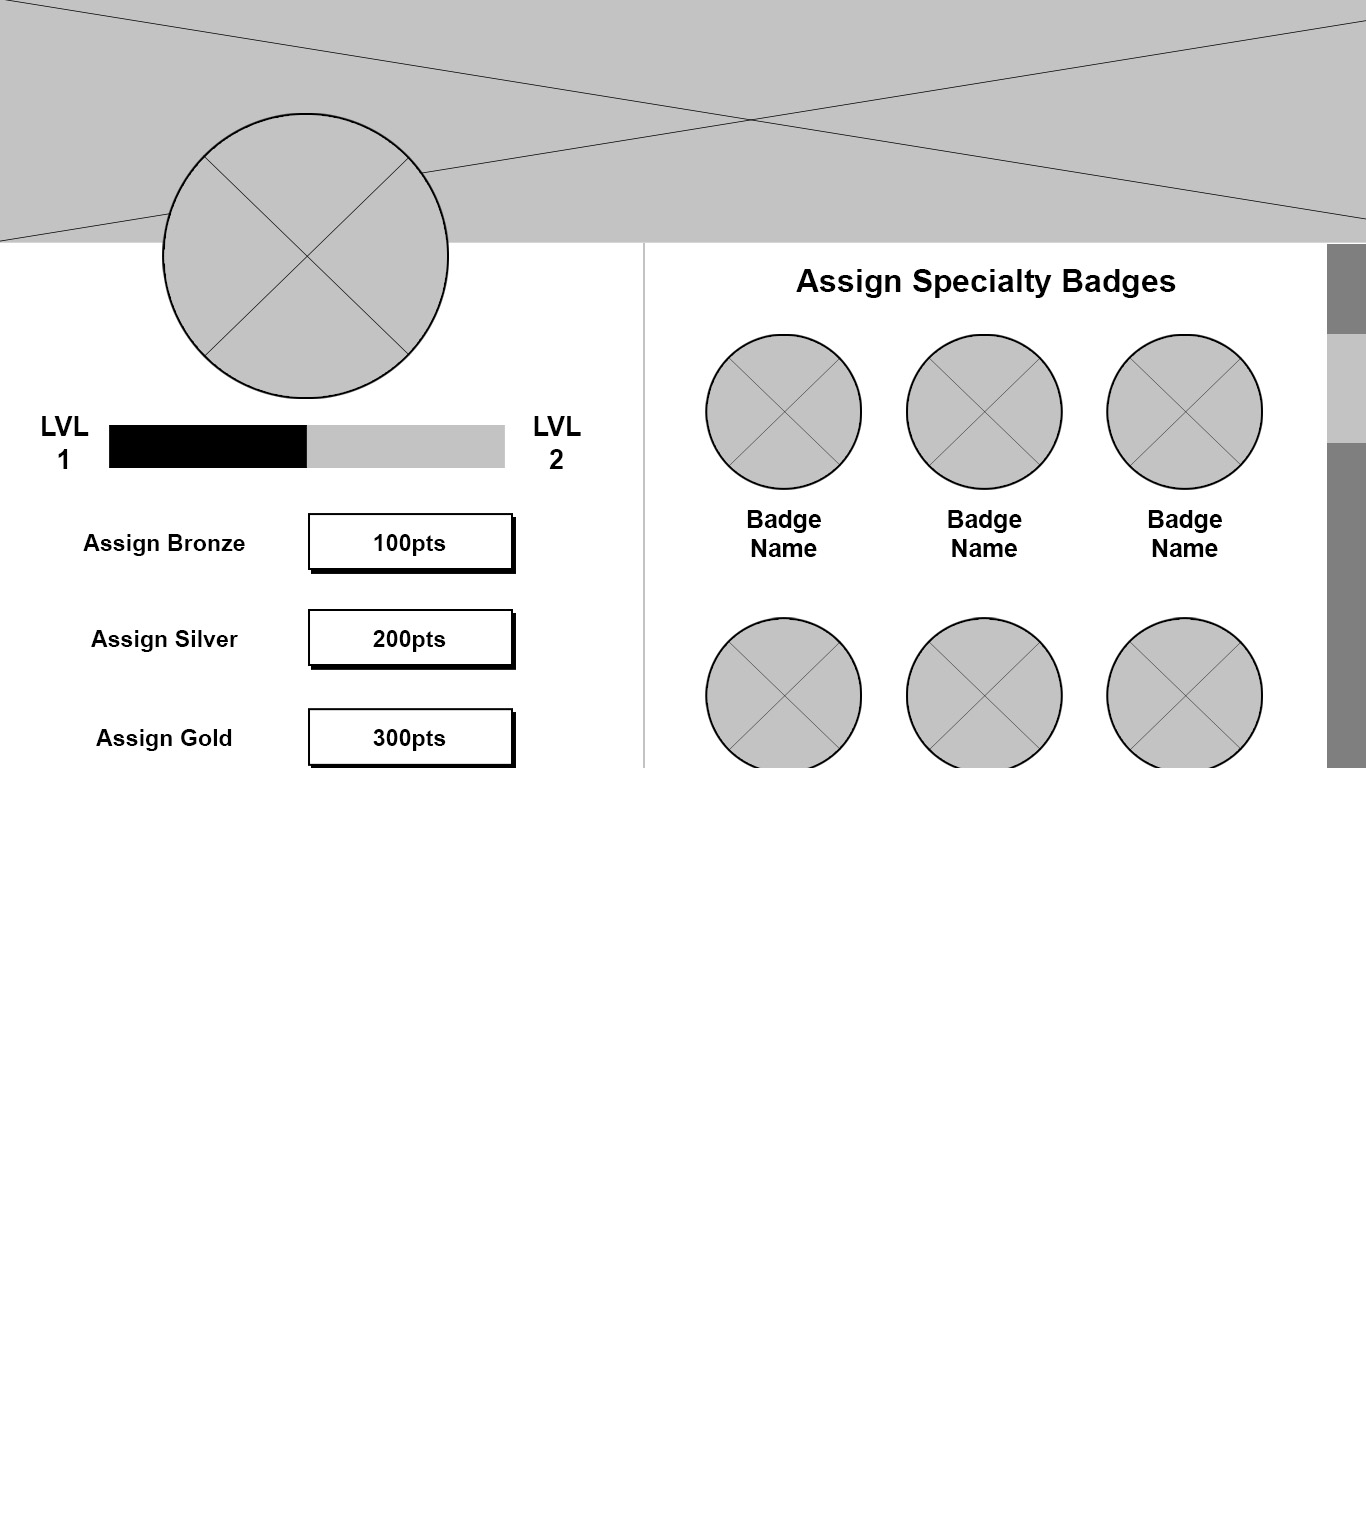 LVL
1
LVL
2
Assign Bronze
100pts
Assign Silver
200pts
Assign Gold
300pts
Assign Specialty Badges
Badge
Name
Badge
Name
Badge
Name